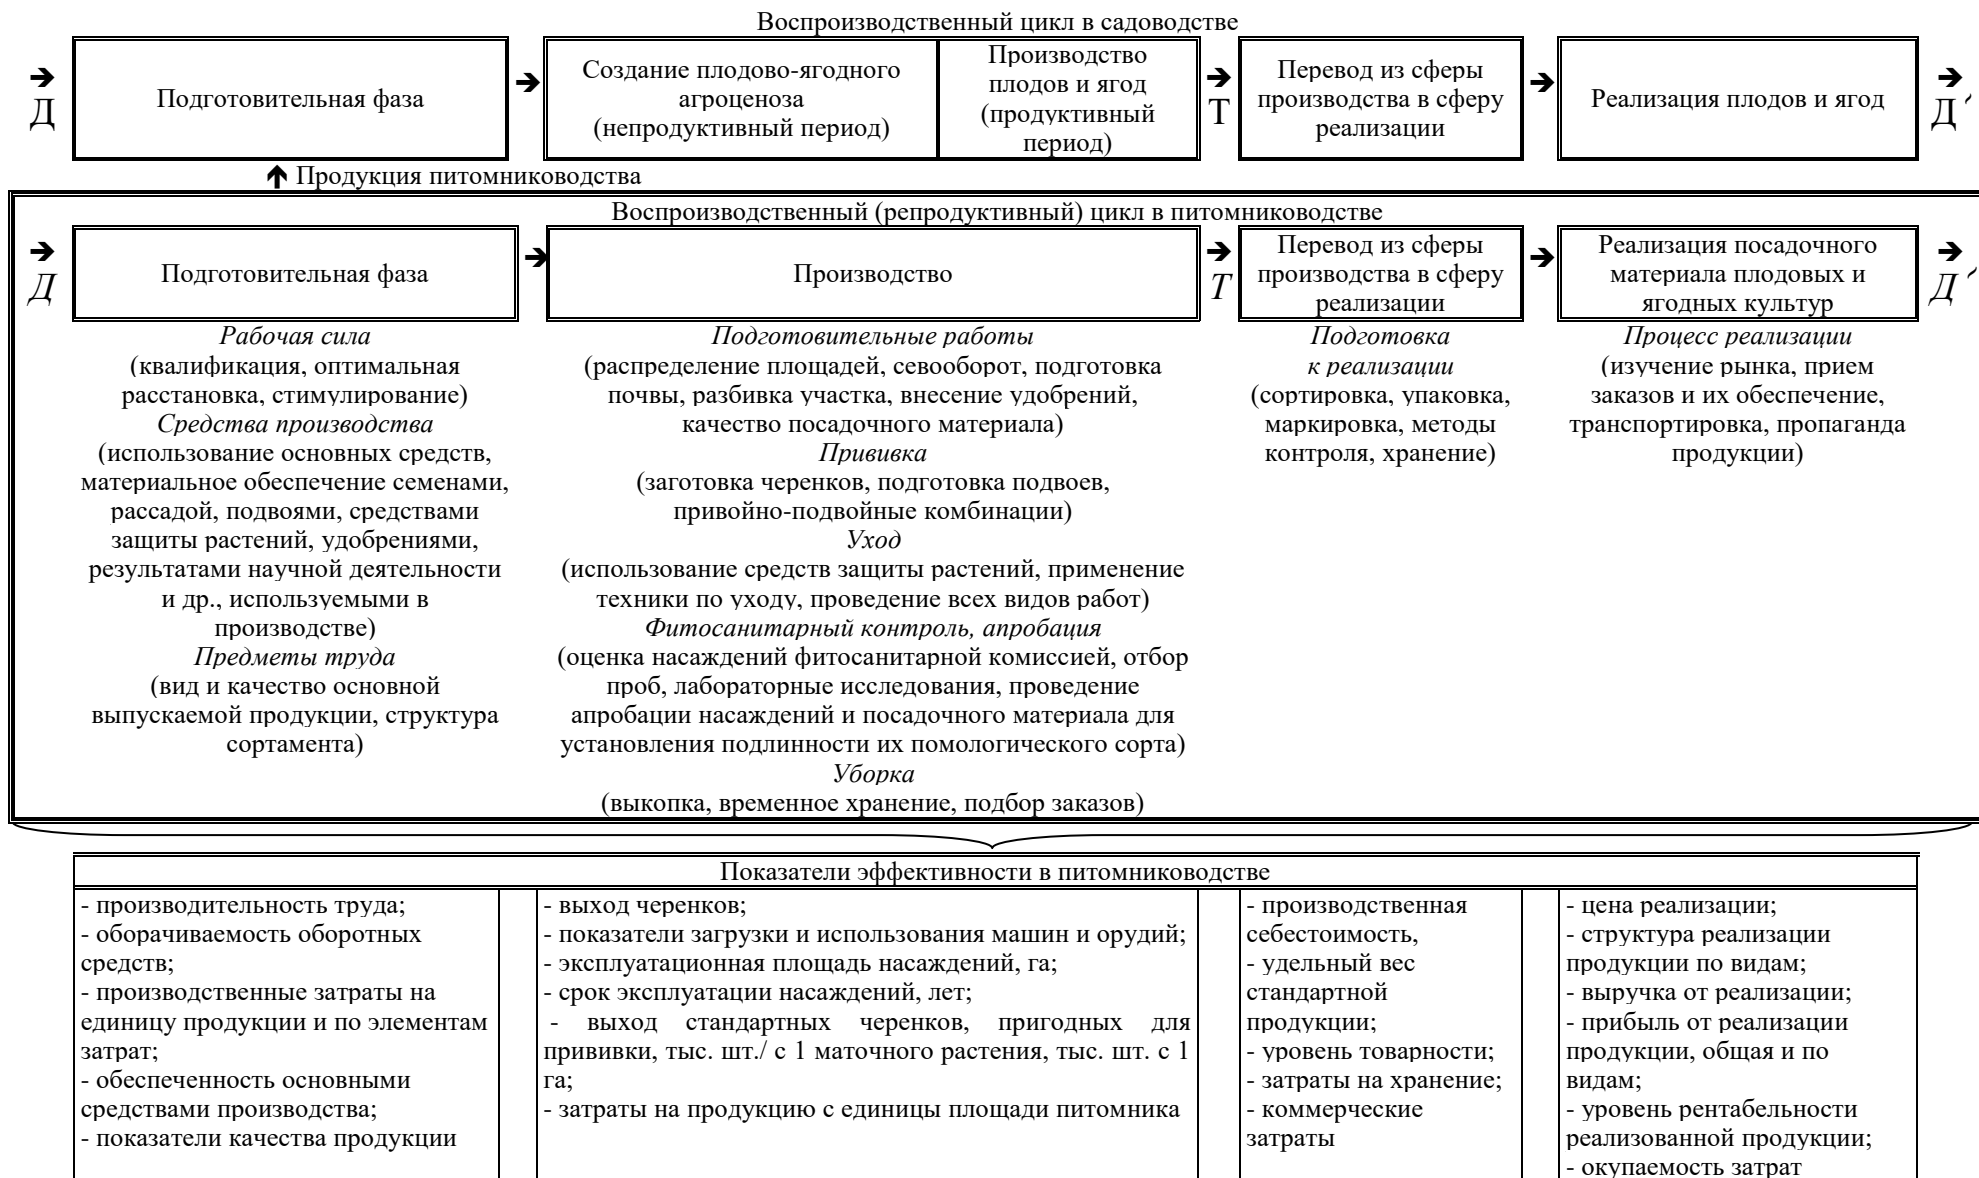 Воспроизводственный цикл в садоводстве
➔
Д
Подготовительная фаза
➔
Создание плодово-ягодного
агроценоза
(непродуктивный период)
Производство
плодов и ягод
(продуктивный
период)
➔
Т
Перевод из сферы
производства в сферу
реализации
➔
Реализация плодов и ягод
➔
Д´
🡹 Продукция питомниководства
Воспроизводственный (репродуктивный) цикл в питомниководстве
➔
Д
Подготовительная фаза
➔
Производство
➔
Т
Перевод из сферы
производства в сферу
реализации
➔
Реализация посадочного
материала плодовых и
ягодных культур
➔
Д´
Рабочая сила
(квалификация, оптимальная
расстановка, стимулирование)
Средства производства
(использование основных средств,
материальное обеспечение семенами,
рассадой, подвоями, средствами
защиты растений, удобрениями,
результатами научной деятельности
и др., используемыми в
производстве)
Предметы труда
(вид и качество основной
выпускаемой продукции, структура
сортамента)
Подготовительные работы
(распределение площадей, севооборот, подготовка
почвы, разбивка участка, внесение удобрений,
качество посадочного материала)
Прививка
(заготовка черенков, подготовка подвоев,
привойно-подвойные комбинации)
Уход
(использование средств защиты растений, применение
техники по уходу, проведение всех видов работ)
Фитосанитарный контроль, апробация
(оценка насаждений фитосанитарной комиссией, отбор
проб, лабораторные исследования, проведение
апробации насаждений и посадочного материала для
установления подлинности их помологического сорта)
Уборка
(выкопка, временное хранение, подбор заказов)
Подготовка
к реализации
(сортировка, упаковка,
маркировка, методы
контроля, хранение)
Процесс реализации
(изучение рынка, прием
заказов и их обеспечение,
транспортировка, пропаганда
продукции)
Показатели эффективности в питомниководстве
- производительность труда;
- оборачиваемость оборотных
средств;
- производственные затраты на
единицу продукции и по элементам
затрат;
- обеспеченность основными
средствами производства;
- показатели качества продукции
- выход черенков;
- показатели загрузки и использования машин и орудий;
- эксплуатационная площадь насаждений, га;
- срок эксплуатации насаждений, лет;
- выход стандартных черенков, пригодных для
прививки, тыс. шт./ с 1 маточного растения, тыс. шт. с 1
га;
- затраты на продукцию с единицы площади питомника
- производственная
себестоимость,
- удельный вес
стандартной
продукции;
- уровень товарности;
- затраты на хранение;
- коммерческие
затраты
- цена реализации;
- структура реализации
продукции по видам;
- выручка от реализации;
- прибыль от реализации
продукции, общая и по
видам;
- уровень рентабельности
реализованной продукции;
- окупаемость затрат